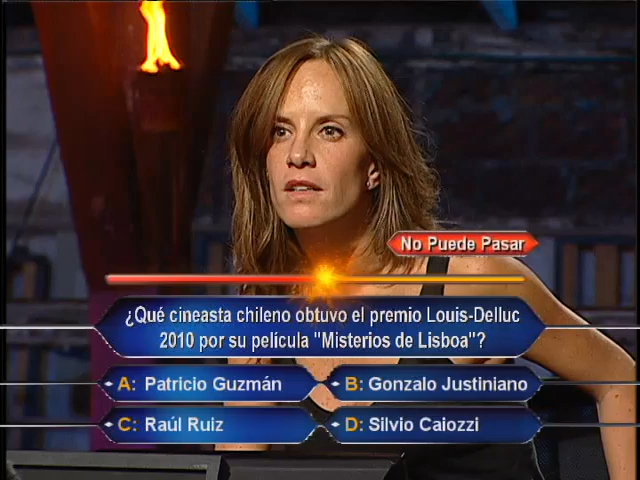 No Puede Pasar
¿Qué cineasta chileno obtuvo el premio Louis-Delluc
2010 por su película "Misterios de Lisboa"?
A: Patricio Guzmán
B: Gonzalo Justiniano
C: Raúl Ruiz
D: Silvio Caiozzi